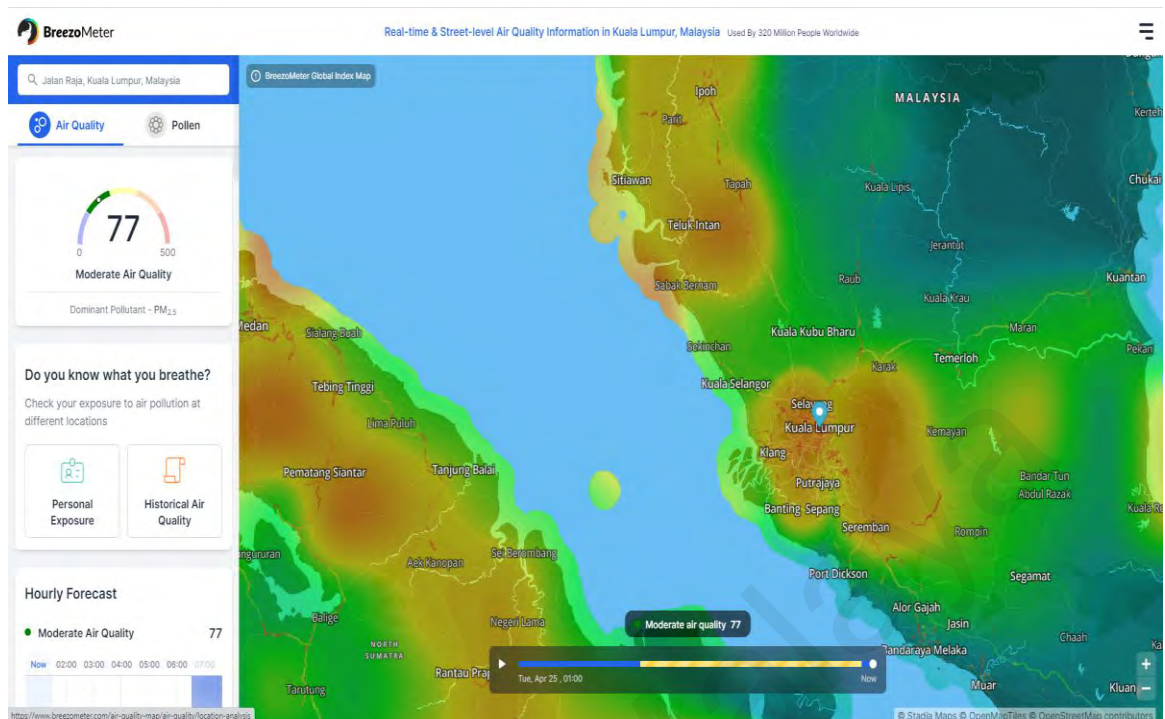 BreezoMeter
Real-time & Street-level Air Quality Information in Kuala Lumpur, Malaysia Used By 320 Million People Worldwide
Jalan Raja, Kuala Lumpur, Malaysia
Air Quality
Pollen
77
0
500
Moderate Air Quality
Dominant Pollutant - PM2.5
Do you know what you breathe?
Check your exposure to air pollution at
different locations
Personal
Exposure
Historical Air
Quality
Hourly Forecast
Moderate Air Quality 77
Now 02:00 03:00 04:00 05:00 06:00 07:00
https://www.breezometer.com/air-quality-map/air-quality/location-analysis
BreezoMeter Global Index Map
Ipoh
MALAYSIA
Parit
Kerteh
Sitiawan
Tapah
Kuala Lipis
Chukai
Teluk Intan
Jerantut
Sabak Bernam
Raub
Kuantan
Kuala Krau
Medan
Sialang Buah
Kuala Kubu Bharu
Maran
Sekinchan
Pekan
Karak
Temerloh
Tebing Tinggi
Kuala Selangor
Selayang
Lima Puluh
Kuala Lumpur
Kemayan
Klang
Pematang Siantar
Tanjung Balai
Putrajaya
Bandar Tun
Abdul Razak
Banting
Sepang
Kuala Ro
Seremban
Rompin
ngururan
Sei Berombang
Aek Kanopan
Port Dickson
Segamat
Alor Gajah
Balige
Negeri Lama
Moderate air quality 77
Jasin
Chaah
NORTH
SUMATRA
Bandaraya Melaka
Rantau Prap
Tue, Apr 25 , 01:00
Now
Tarutung
Muar
Kluan
+
−
© Stadia Maps © OpenMapTiles © OpenStreetMap contributors